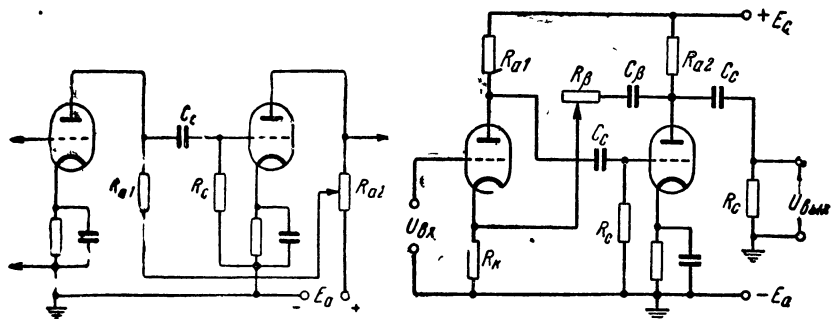 Cc
Ra1
Rc
Ra2
- Ea +
+ Ea
Ra1
Rβ
Cβ
Ra2
Cc
Cc
Uвх
Rк
Rc
Rc
Uвых
- Ea